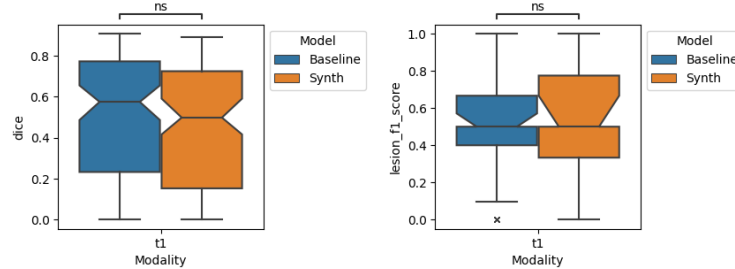 ns
0.8
0.6
0.4
0.2
0.0
dice
t1
Modality
Model
Baseline
Synth
ns
1.0
0.8
0.6
0.4
0.2
0.0
lesion_f1_score
t1
Modality
Model
Baseline
Synth